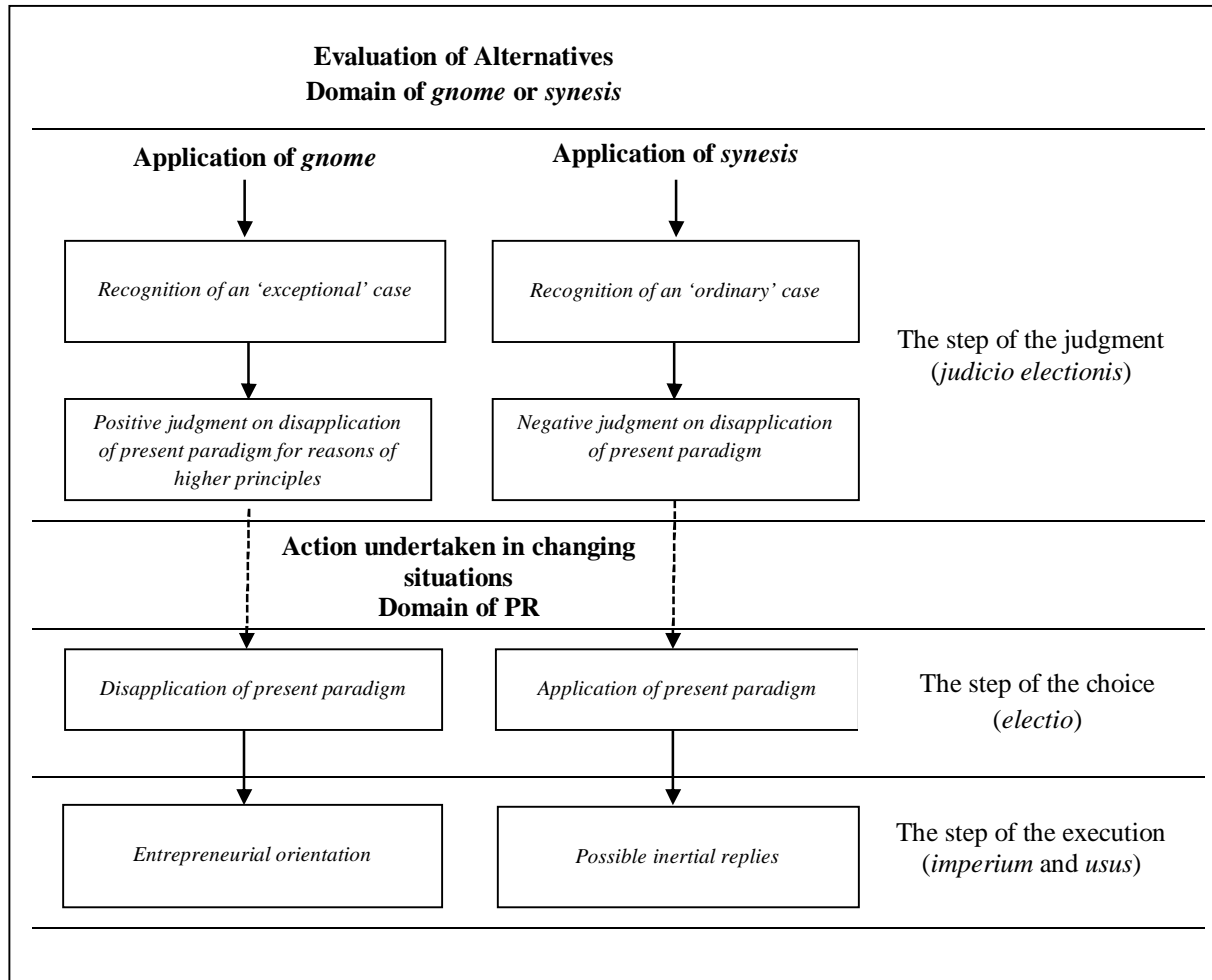 Evaluation of Alternatives
Domain of gnome or synesis
Application of gnome
Application of synesis
Recognition of an ‘exceptional’ case
Recognition of an ‘ordinary’ case
The step of the judgment
(judicio electionis)
Positive judgment on disapplication
of present paradigm for reasons of
higher principles
Negative judgment on disapplication
of present paradigm
Action undertaken in changing
situations
Domain of PR
Disapplication of present paradigm
Application of present paradigm
The step of the choice
(electio)
Entrepreneurial orientation
Possible inertial replies
The step of the execution
(imperium and usus)